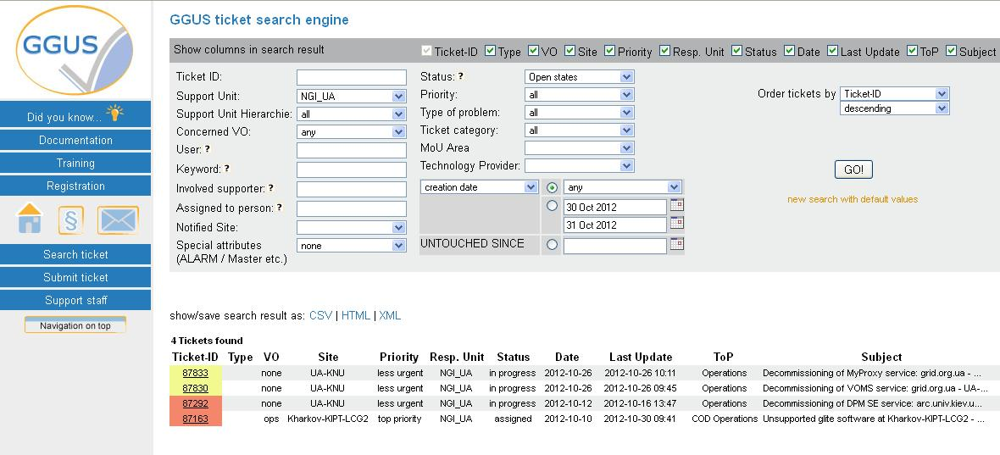 GGUS
Did you know...
Documentation
Training
Registration
§
Search ticket
Submit ticket
Support staff
Navigation on top
GGUS ticket search engine
Show columns in search result Ticket-ID Type VO Site Priority Resp. Unit Status Date Last Update ToP Subject
Ticket ID:
Support Unit: NGI_UA
Support Unit Hierarchie: all
Concerned VO: any
User: ?
Keyword: ?
Involved supporter: ?
Assigned to person: ?
Notified Site:
Special attributes none
(ALARM / Master etc.)
Status: ? Open states
Priority: all
Type of problem: all
Ticket category: all
MoU Area
Technology Provider:
creation date any
30 Oct 2012
31 Oct 2012
UNTOUCHED SINCE
Order tickets by Ticket-ID
descending
GO!
new search with default values
show/save search result as: CSV | HTML | XML
4 Tickets found
Ticket-ID Type VO Site Priority Resp. Unit Status Date Last Update ToP Subject
87833 none UA-KNU less urgent NGI_UA in progress 2012-10-26 2012-10-26 10:11 Operations Decommissioning of MyProxy service: grid.org.ua - ...
87830 none UA-KNU less urgent NGI_UA in progress 2012-10-26 2012-10-26 09:45 Operations Decommissioning of VOMS service: grid.org.ua - UA-...
87292 none UA-KNU less urgent NGI_UA in progress 2012-10-12 2012-10-16 13:47 Operations Decommissioning of DPM SE service: arc.univ.kiev.u...
87163 ops Kharkov-KIPT-LCG2 top priority NGI_UA assigned 2012-10-10 2012-10-30 09:41 COD Operations Unsupported glite software at Kharkov-KIPT-LCG2 - ...